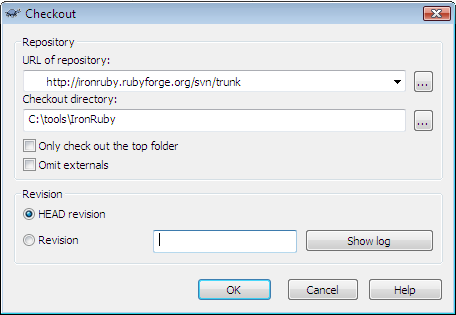 Checkout
Repository
URL of repository:
http://ironruby.rubyforge.org/svn/trunk
...
Checkout directory:
C:\tools\IronRuby
...
Only check out the top folder
Omit externals
Revision
HEAD revision
Revision
Show log
OK Cancel Help